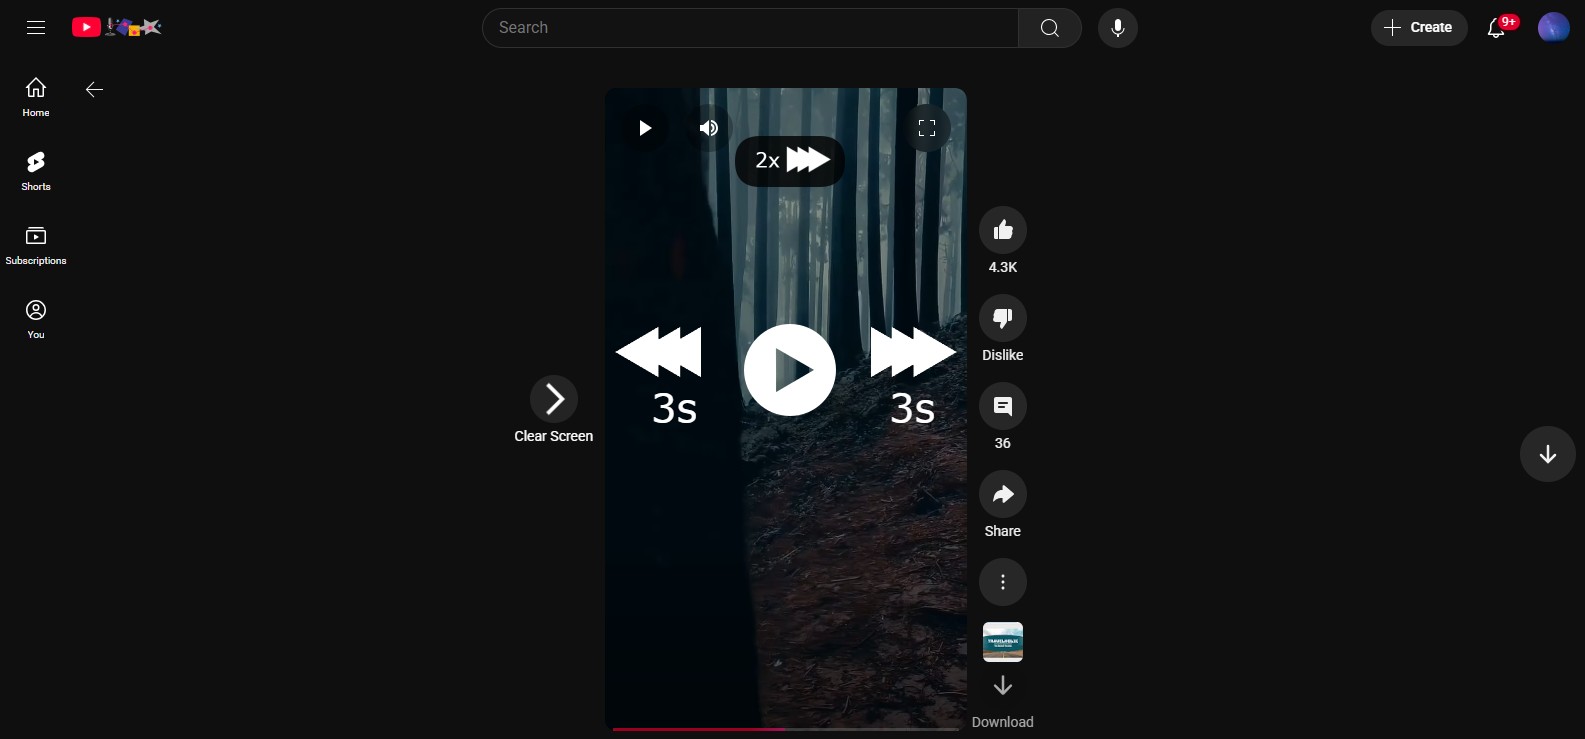 Search
Create
9+
Home
Shorts
Subscriptions
You
2x
3s
3s
Clear Screen
4.3K
Dislike
36
Share
Download